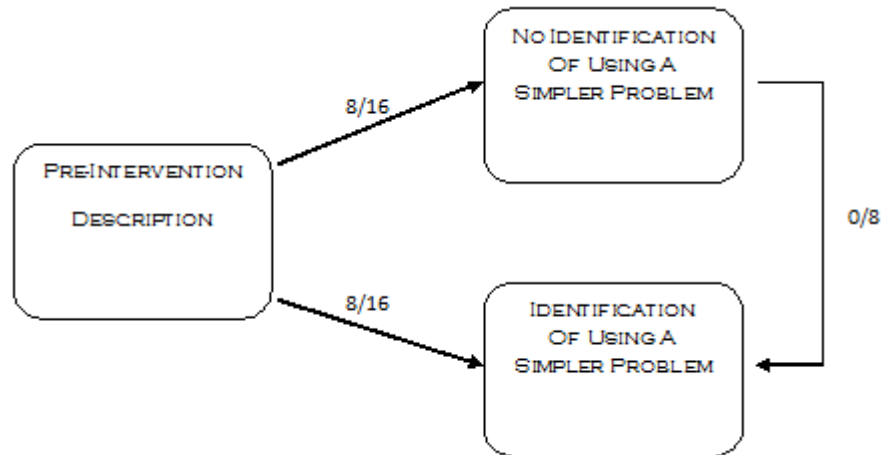 Pre-Intervention
Description
8/16
No Identification
Of Using A
Simpler Problem
8/16
Identification
Of Using A
Simpler Problem
0/8